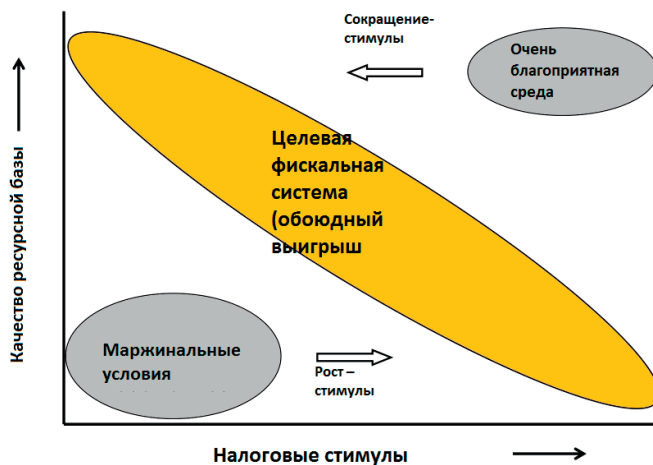 Сокращение-
стимулы
Очень
благоприятная
среда
Целевая
фискальная
система
(обоюдный
выигрыш
Качество ресурсной базы
Маржинальные
условия
Рост –
стимулы
Налоговые стимулы